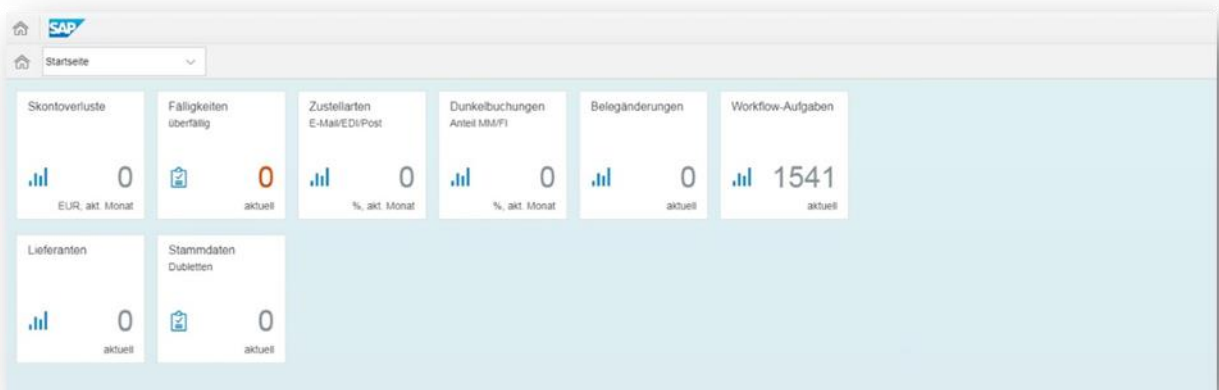 SAP
Startseite
Skontoverluste
0
EUR, akt. Monat
Fälligkeiten
überfällig
0
aktuell
Zustellarten
E-Mail/EDI/Post
0
%, akt. Monat
Dunkelbuchungen
Anteil MM/FI
0
%, akt. Monat
Belegänderungen
0
aktuell
Workflow-Aufgaben
1541
aktuell
Lieferanten
0
aktuell
Stammdaten
Dubletten
0
aktuell